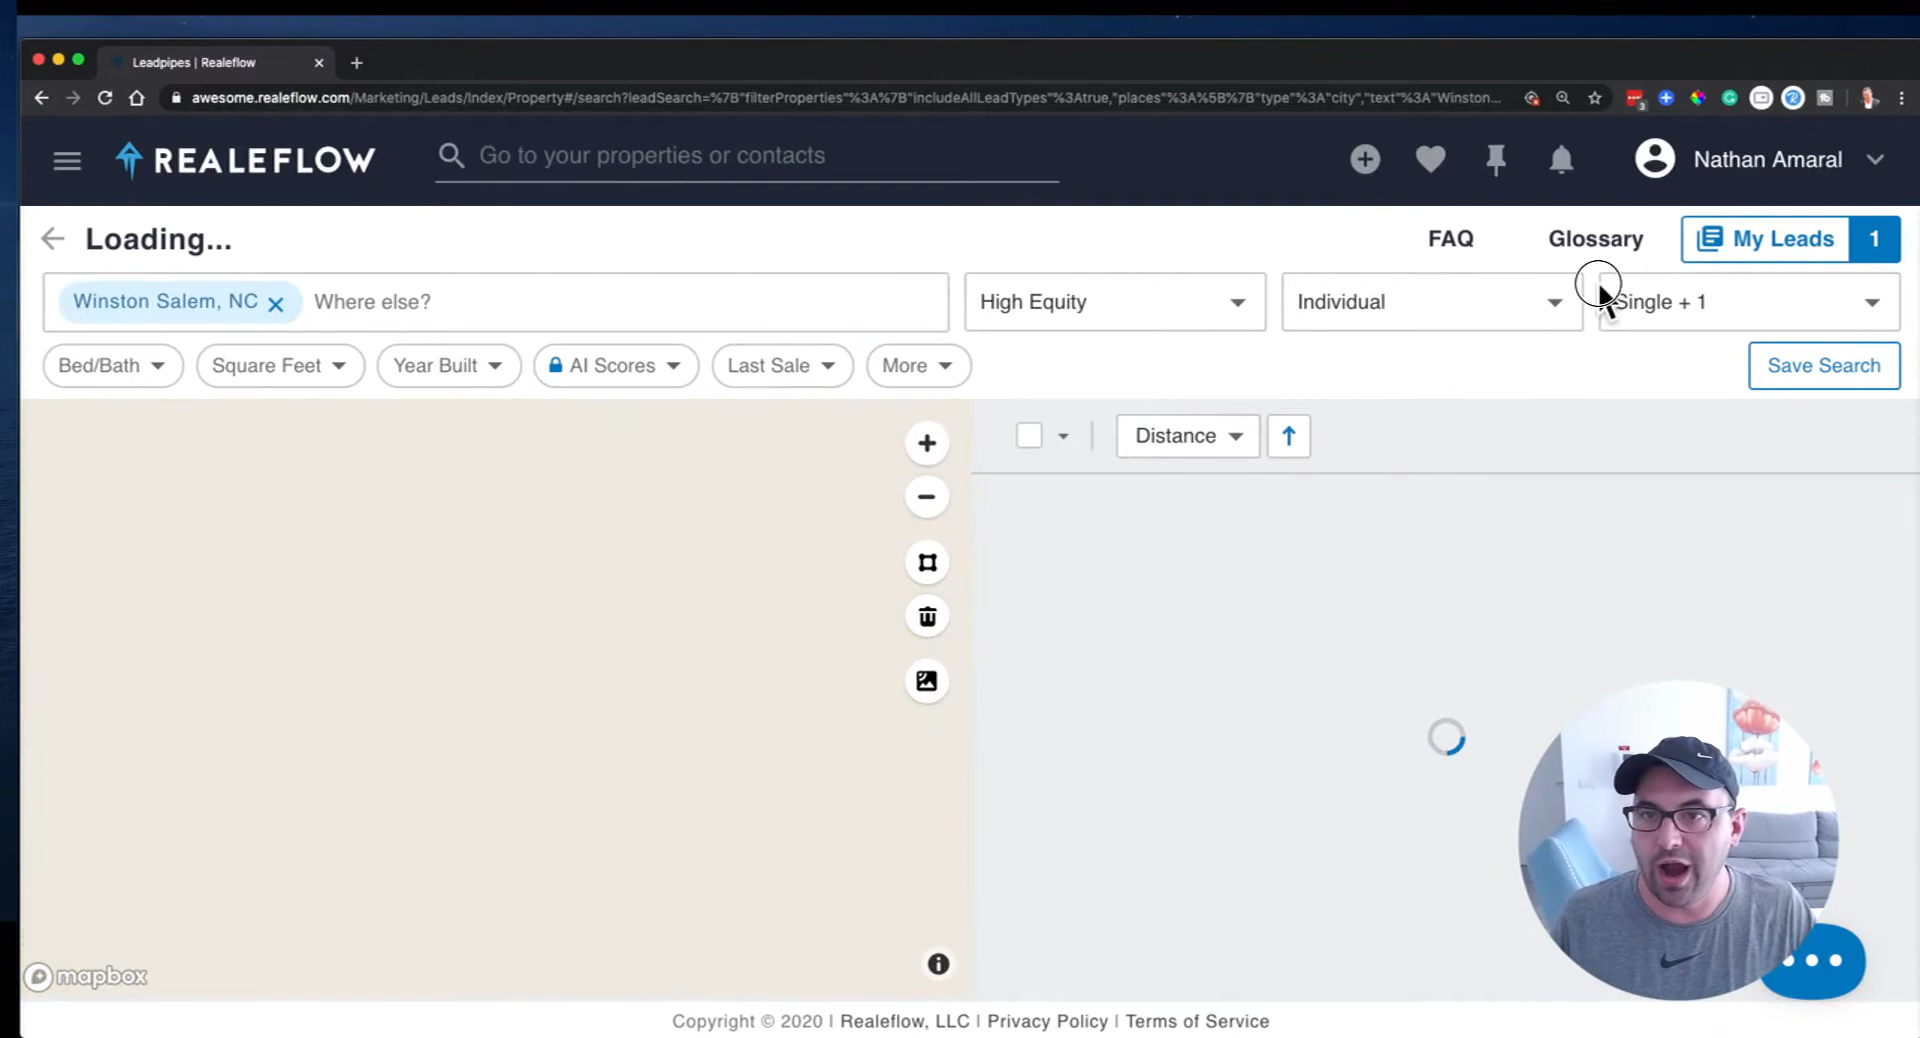 Leadpipes | Realeflow
awesome.realeflow.com/Marketing/Leads/Index/Property#/search?leadSearch=%7B"filterProperties"%3A%7B"includeAllLeadTypes"%3Atrue,"places"%3A%5B%7B"type"%3A"city","text"%3A"Winston...
REALEFLOW
Go to your properties or contacts
Nathan Amaral
Loading...
FAQ
Glossary
My Leads 1
Winston Salem, NC
Where else?
High Equity
Individual
Single + 1
Bed/Bath
Square Feet
Year Built
AI Scores
Last Sale
More
Save Search
Distance
mapbox
Copyright © 2020 | Realeflow, LLC | Privacy Policy | Terms of Service